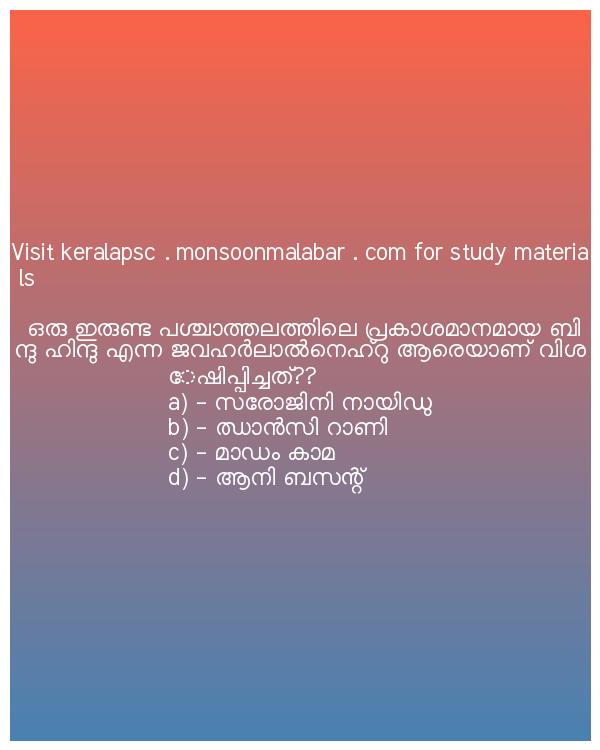 Visit keralapsc . monsoonmalabar . com for study materia
ls
ഒരു ഇരുണ്ട പശ്ചാത്തലത്തിലെ പ്രകാശമാനമായ ബി
ന്ദു ഹിന്ദു എന്ന ജവഹർലാൽനെഹ്റു ആരെയാണ് വിശ
േഷിപ്പിച്ചത്??
a) - സരോജിനി നായിഡു
b) - ഝാൻസി റാണി
c) - മാഡം കാമ
d) - ആനി ബസന്റ്